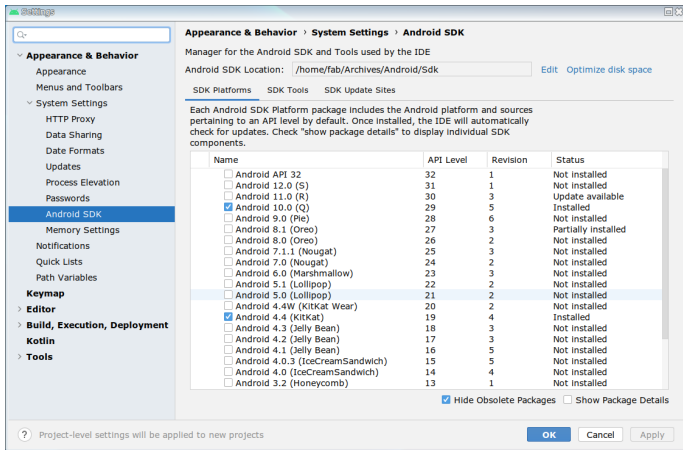 Settings
Appearance & Behavior
Appearance
Menus and Toolbars
System Settings
HTTP Proxy
Data Sharing
Date Formats
Updates
Process Elevation
Passwords
Android SDK
Memory Settings
Notifications
Quick Lists
Path Variables
Keymap
Editor
Build, Execution, Deployment
Kotlin
Tools
Appearance & Behavior › System Settings › Android SDK
Manager for the Android SDK and Tools used by the IDE
Android SDK Location: /home/fab/Archives/Android/Sdk Edit Optimize disk space
SDK Platforms SDK Tools SDK Update Sites
Each Android SDK Platform package includes the Android platform and sources
pertaining to an API level by default. Once installed, the IDE will automatically
check for updates. Check "show package details" to display individual SDK
components.
Name API Level Revision Status
Android API 32 32 1 Not installed
Android 12.0 (S) 31 1 Not installed
Android 11.0 (R) 30 3 Update available
Android 10.0 (Q) 29 5 Installed
Android 9.0 (Pie) 28 6 Not installed
Android 8.1 (Oreo) 27 3 Partially installed
Android 8.0 (Oreo) 26 2 Not installed
Android 7.1.1 (Nougat) 25 3 Not installed
Android 7.0 (Nougat) 24 2 Not installed
Android 6.0 (Marshmallow) 23 3 Not installed
Android 5.1 (Lollipop) 22 2 Not installed
Android 5.0 (Lollipop) 21 2 Not installed
Android 4.4W (KitKat Wear) 20 2 Not installed
Android 4.4 (KitKat) 19 4 Installed
Android 4.3 (Jelly Bean) 18 3 Not installed
Android 4.2 (Jelly Bean) 17 3 Not installed
Android 4.1 (Jelly Bean) 16 5 Not installed
Android 4.0.3 (IceCreamSandwich) 15 5 Not installed
Android 4.0 (IceCreamSandwich) 14 4 Not installed
Android 3.2 (Honeycomb) 13 1 Not installed
Hide Obsolete Packages Show Package Details
? Project-level settings will be applied to new projects
OK Cancel Apply